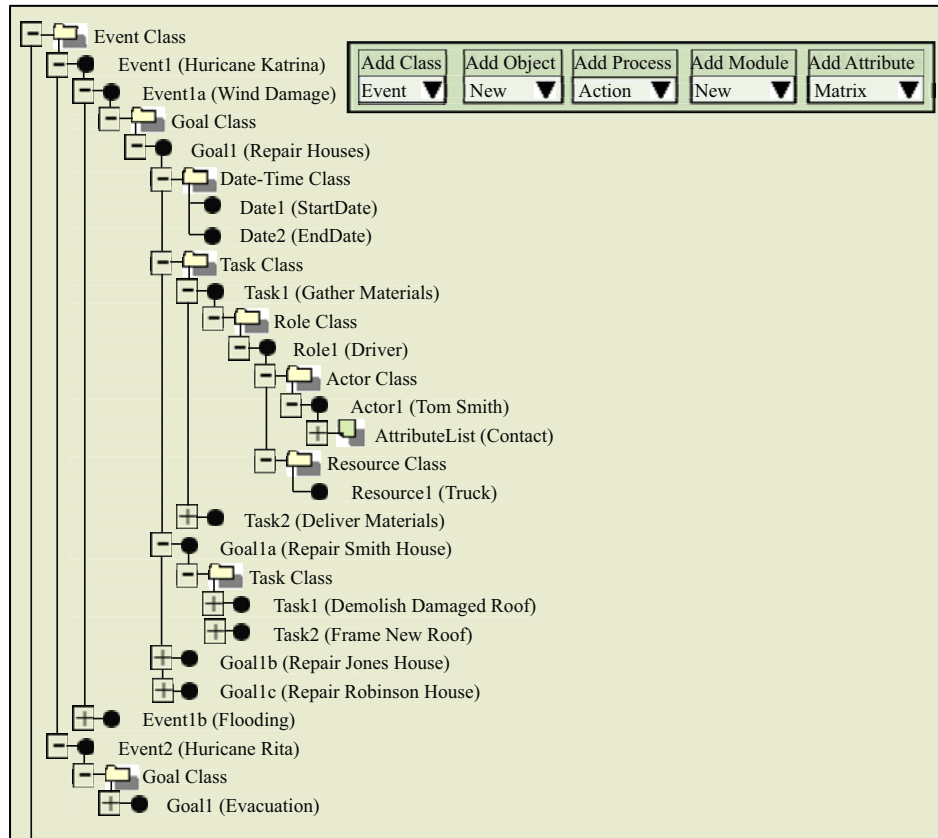 Event Class
Event1 (Huricane Katrina)
Add Class Add Object Add Process Add Module Add Attribute
Event New Action New Matrix
Event1a (Wind Damage)
Goal Class
Goal1 (Repair Houses)
Date-Time Class
Date1 (StartDate)
Date2 (EndDate)
Task Class
Task1 (Gather Materials)
Role Class
Role1 (Driver)
Actor Class
Actor1 (Tom Smith)
AttributeList (Contact)
Resource Class
Resource1 (Truck)
Task2 (Deliver Materials)
Goal1a (Repair Smith House)
Task Class
Task1 (Demolish Damaged Roof)
Task2 (Frame New Roof)
Goal1b (Repair Jones House)
Goal1c (Repair Robinson House)
Event1b (Flooding)
Event2 (Huricane Rita)
Goal Class
Goal1 (Evacuation)